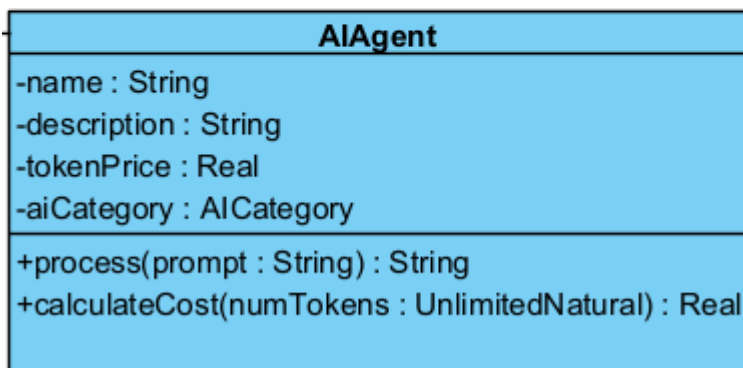 AIAgent
-name : String
-description : String
-tokenPrice : Real
-aiCategory : AICategory
+process(prompt : String) : String
+calculateCost(numTokens : UnlimitedNatural) : Real